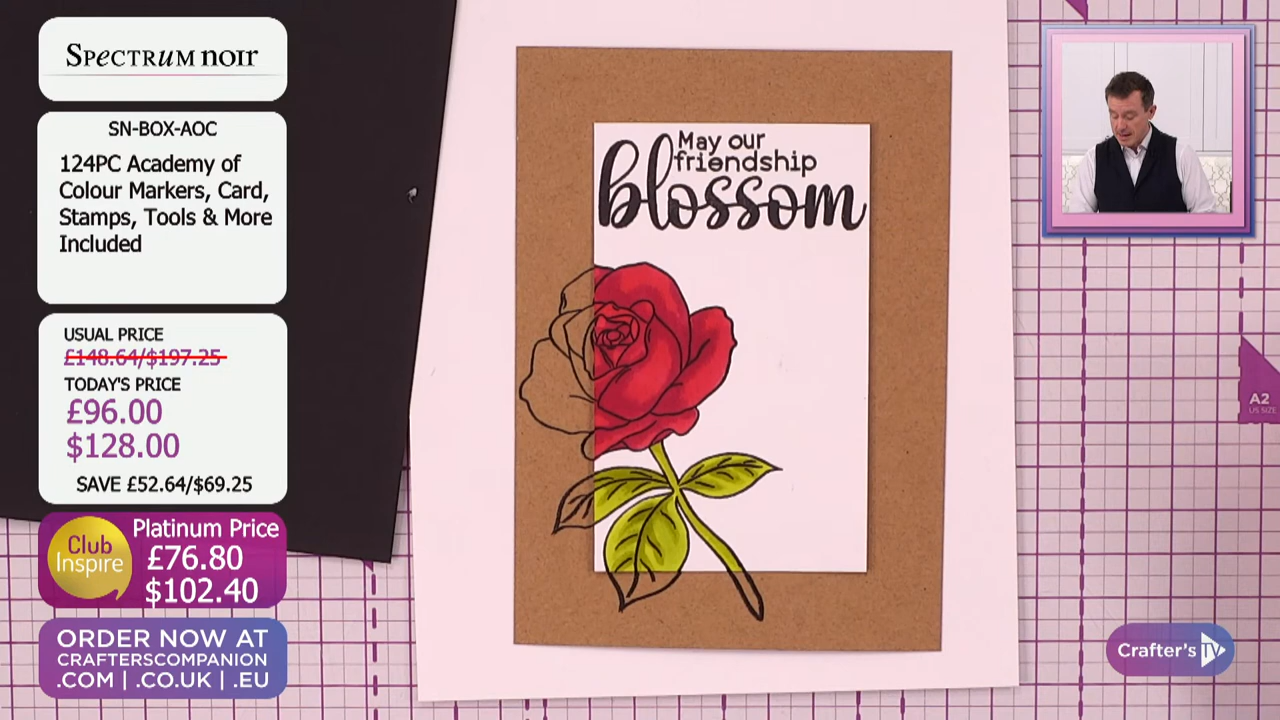 SPECTRUM NOIR
SN-BOX-AOC
124PC Academy of
Colour Markers, Card,
Stamps, Tools & More
Included
USUAL PRICE
£148.64/$197.25
TODAY'S PRICE
£96.00
$128.00
SAVE £52.64/$69.25
Club
Inspire
Platinum Price
£76.80
$102.40
ORDER NOW AT
CRAFTERSCOMPANION
.COM | .CO.UK | .EU
May our
friendship
blossom
A2
US SIZE
Crafter's TV